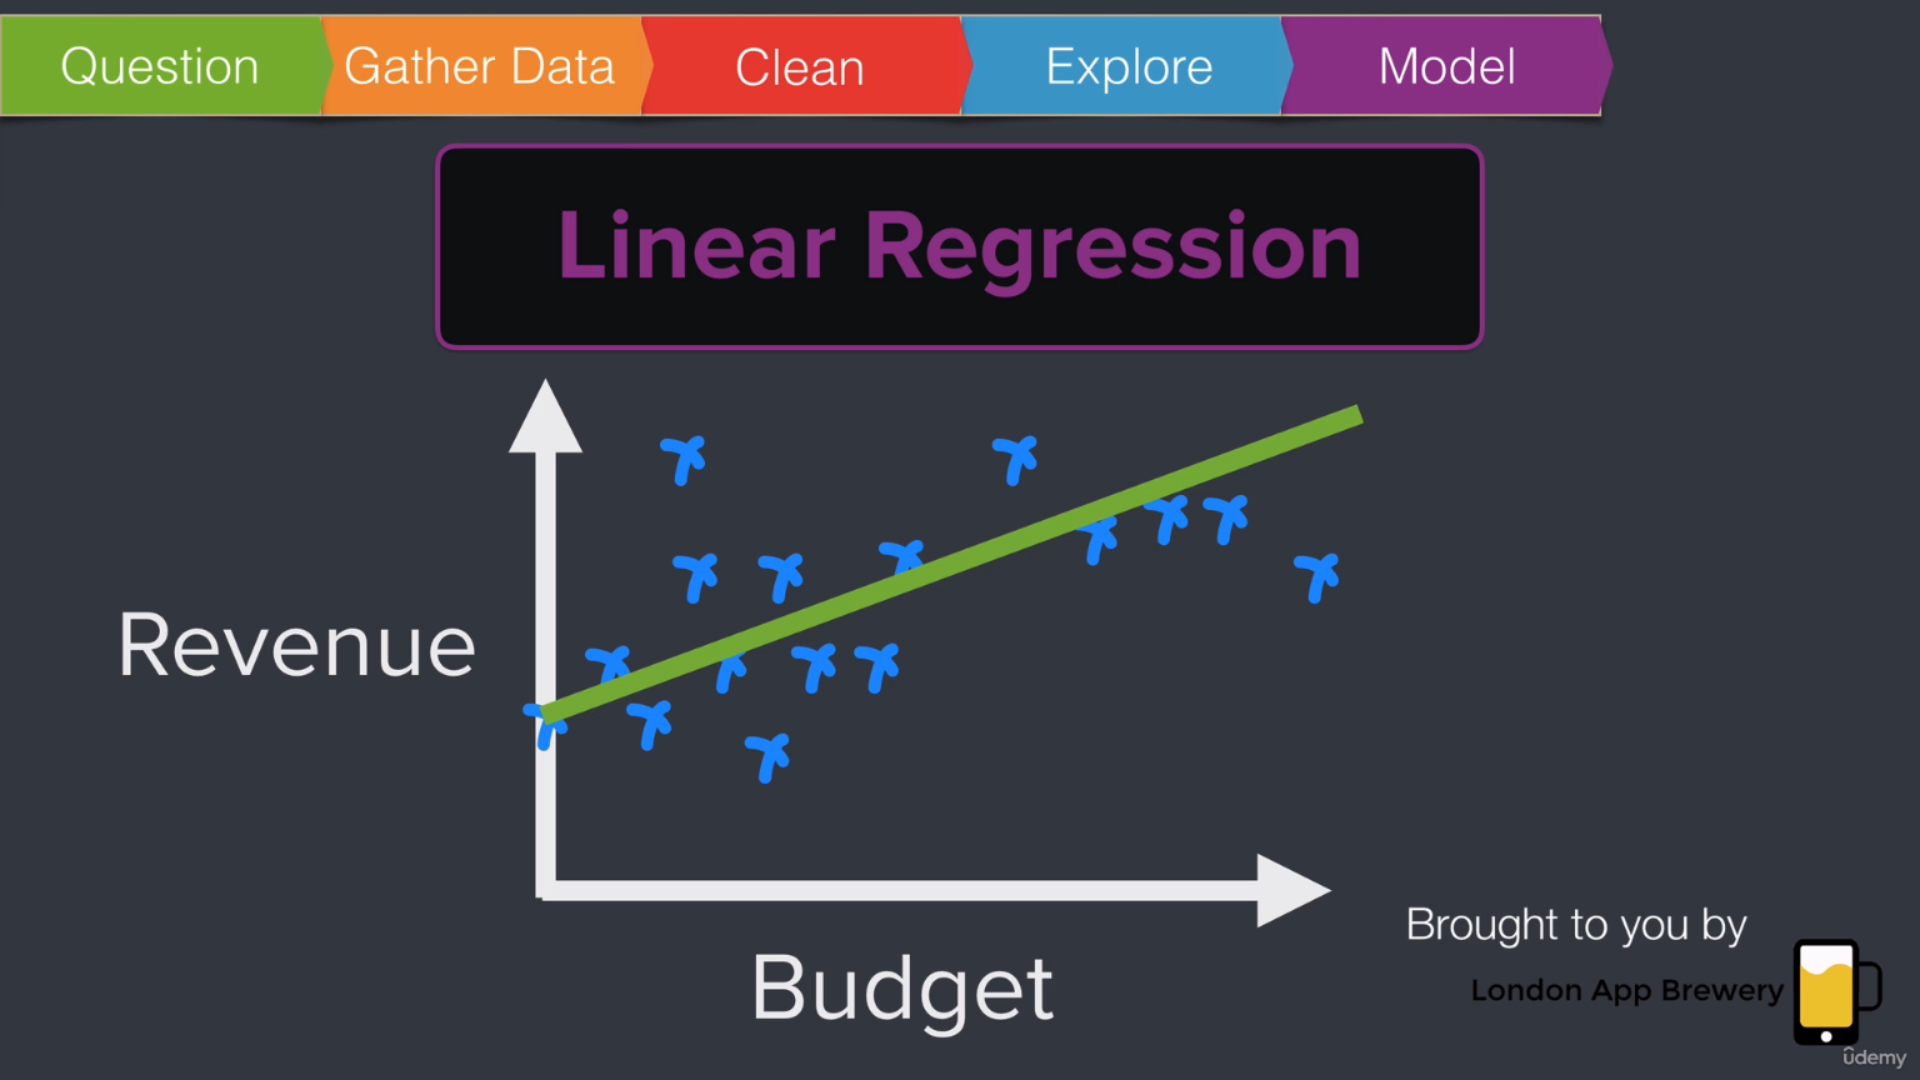 Question Gather Data Clean Explore Model
Linear Regression
Revenue
Budget
Brought to you by
London App Brewery
ûdemy